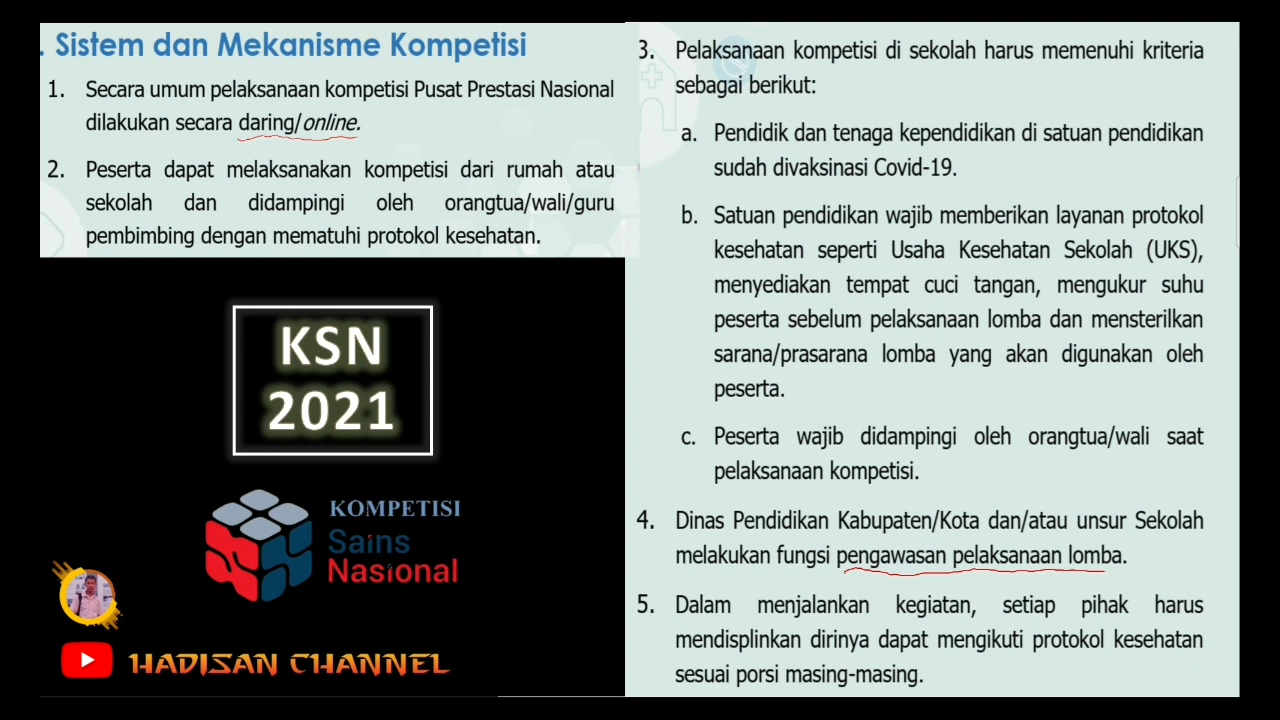 . Sistem dan Mekanisme Kompetisi
1. Secara umum pelaksanaan kompetisi Pusat Prestasi Nasional
dilakukan secara daring/online.
2. Peserta dapat melaksanakan kompetisi dari rumah atau
sekolah dan didampingi oleh orangtua/wali/guru
pembimbing dengan mematuhi protokol kesehatan.
KSN
2021
KOMPETISI
Sains
Nasional
HADISAN CHANNEL
3. Pelaksanaan kompetisi di sekolah harus memenuhi kriteria
sebagai berikut:
a. Pendidik dan tenaga kependidikan di satuan pendidikan
sudah divaksinasi Covid-19.
b. Satuan pendidikan wajib memberikan layanan protokol
kesehatan seperti Usaha Kesehatan Sekolah (UKS),
menyediakan tempat cuci tangan, mengukur suhu
peserta sebelum pelaksanaan lomba dan mensterilkan
sarana/prasarana lomba yang akan digunakan oleh
peserta.
c. Peserta wajib didampingi oleh orangtua/wali saat
pelaksanaan kompetisi.
4. Dinas Pendidikan Kabupaten/Kota dan/atau unsur Sekolah
melakukan fungsi pengawasan pelaksanaan lomba.
5. Dalam menjalankan kegiatan, setiap pihak harus
mendisplinkan dirinya dapat mengikuti protokol kesehatan
sesuai porsi masing-masing.